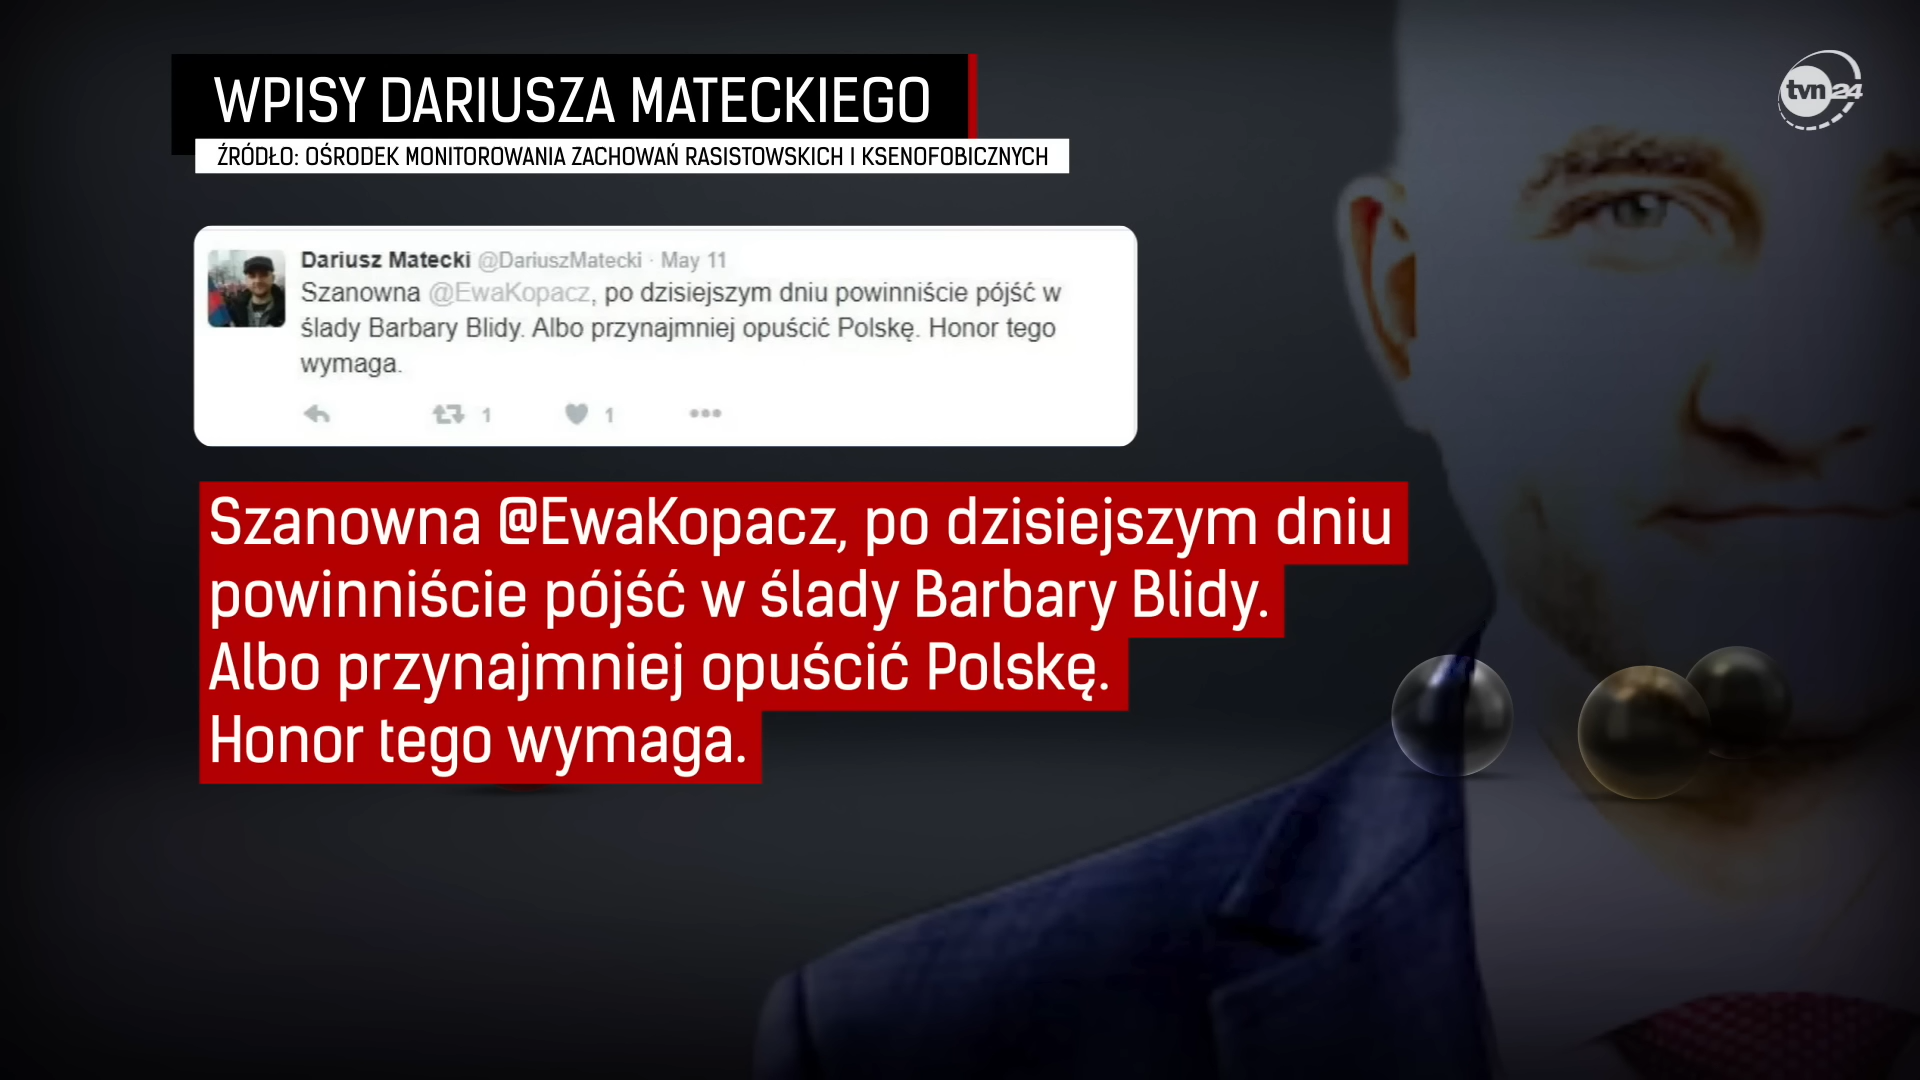 WPISY DARIUSZA MATECKIEGO
ŹRÓDŁO: OŚRODEK MONITOROWANIA ZACHOWAŃ RASISTOWSKICH I KSENOFOBICZNYCH
tvn24
Dariusz Matecki @DariuszMatecki · May 11
Szanowna @EwaKopacz, po dzisiejszym dniu powinniście pójść w
ślady Barbary Blidy. Albo przynajmniej opuścić Polskę. Honor tego
wymaga.
1 1
Szanowna @EwaKopacz, po dzisiejszym dniu
powinniście pójść w ślady Barbary Blidy.
Albo przynajmniej opuścić Polskę.
Honor tego wymaga.